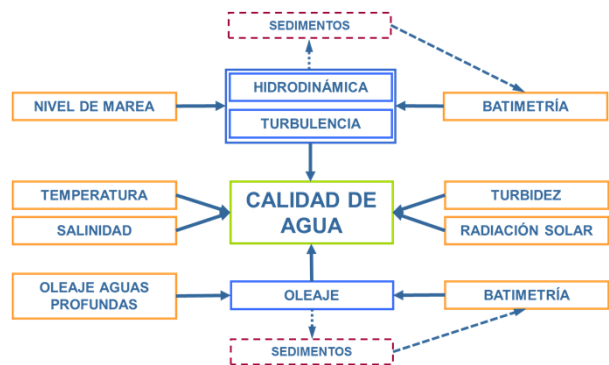 SEDIMENTOS
HIDRODINÁMICA
NIVEL DE MAREA
BATIMETRÍA
TURBULENCIA
TEMPERATURA
CALIDAD DE
AGUA
TURBIDEZ
SALINIDAD
RADIACIÓN SOLAR
OLEAJE AGUAS
PROFUNDAS
OLEAJE
BATIMETRÍA
SEDIMENTOS